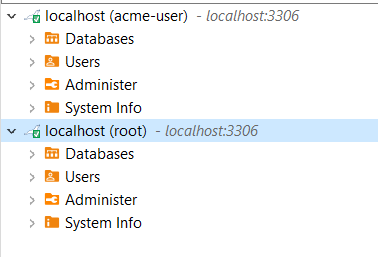 localhost (acme-user) - localhost:3306
Databases
Users
Administer
System Info
localhost (root) - localhost:3306
Databases
Users
Administer
System Info